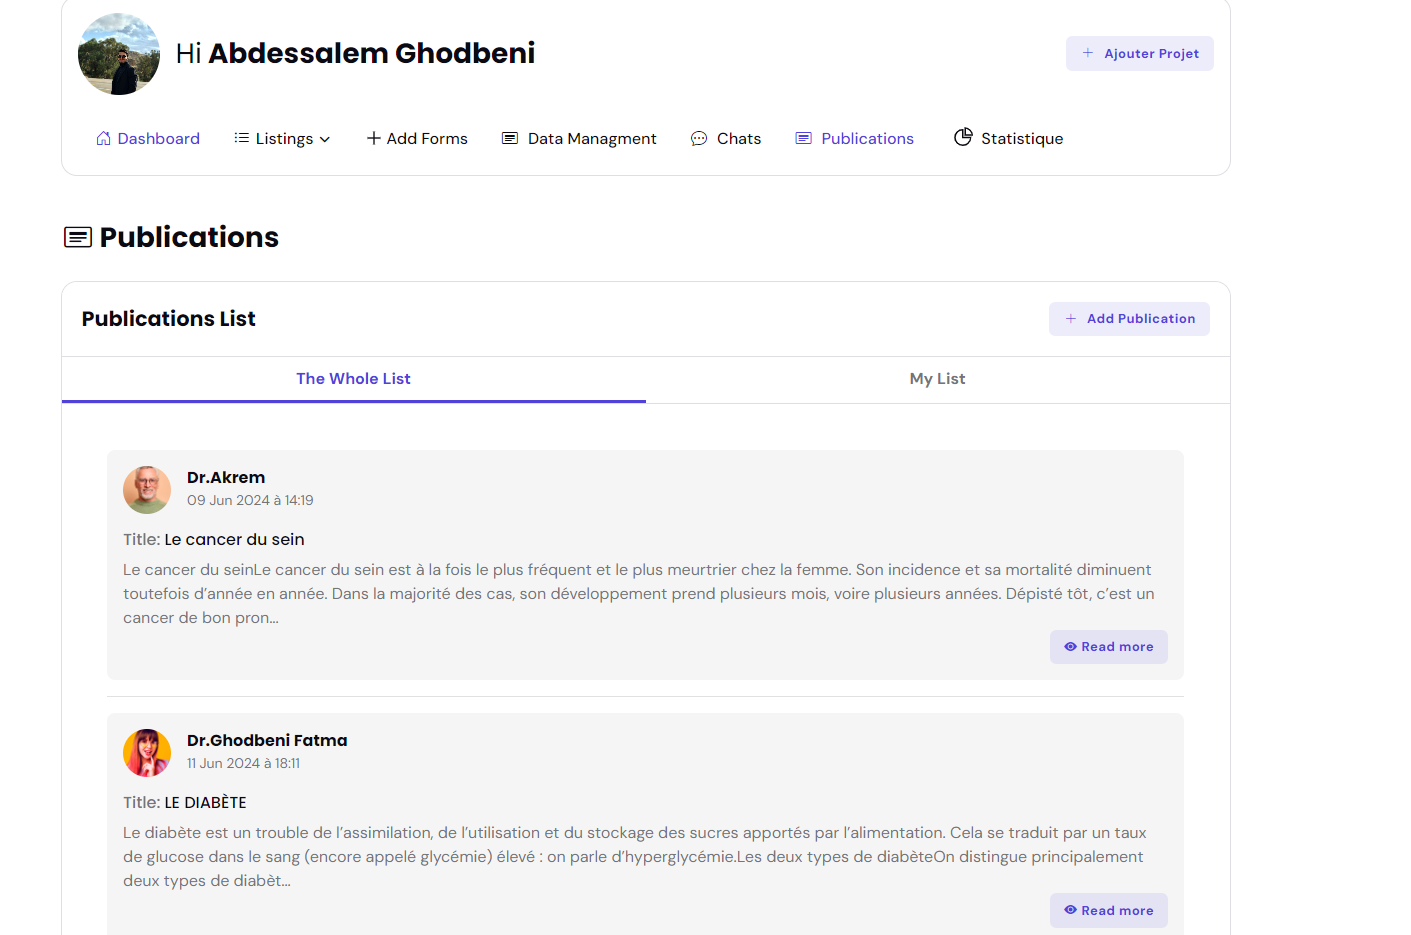 Hi Abdessalem Ghodbeni
+ Ajouter Projet
Dashboard Listings + Add Forms Data Managment Chats Publications Statistique
Publications
Publications List
+ Add Publication
The Whole List My List
Dr.Akrem
09 Jun 2024 à 14:19
Title: Le cancer du sein
Le cancer du seinLe cancer du sein est à la fois le plus fréquent et le plus meurtrier chez la femme. Son incidence et sa mortalité diminuent
toutefois d’année en année. Dans la majorité des cas, son développement prend plusieurs mois, voire plusieurs années. Dépisté tôt, c’est un
cancer de bon pron...
Read more
Dr.Ghodbeni Fatma
11 Jun 2024 à 18:11
Title: LE DIABÈTE
Le diabète est un trouble de l’assimilation, de l’utilisation et du stockage des sucres apportés par l’alimentation. Cela se traduit par un taux
de glucose dans le sang (encore appelé glycémie) élevé : on parle d’hyperglycémie.Les deux types de diabèteOn distingue principalement
deux types de diabèt...
Read more